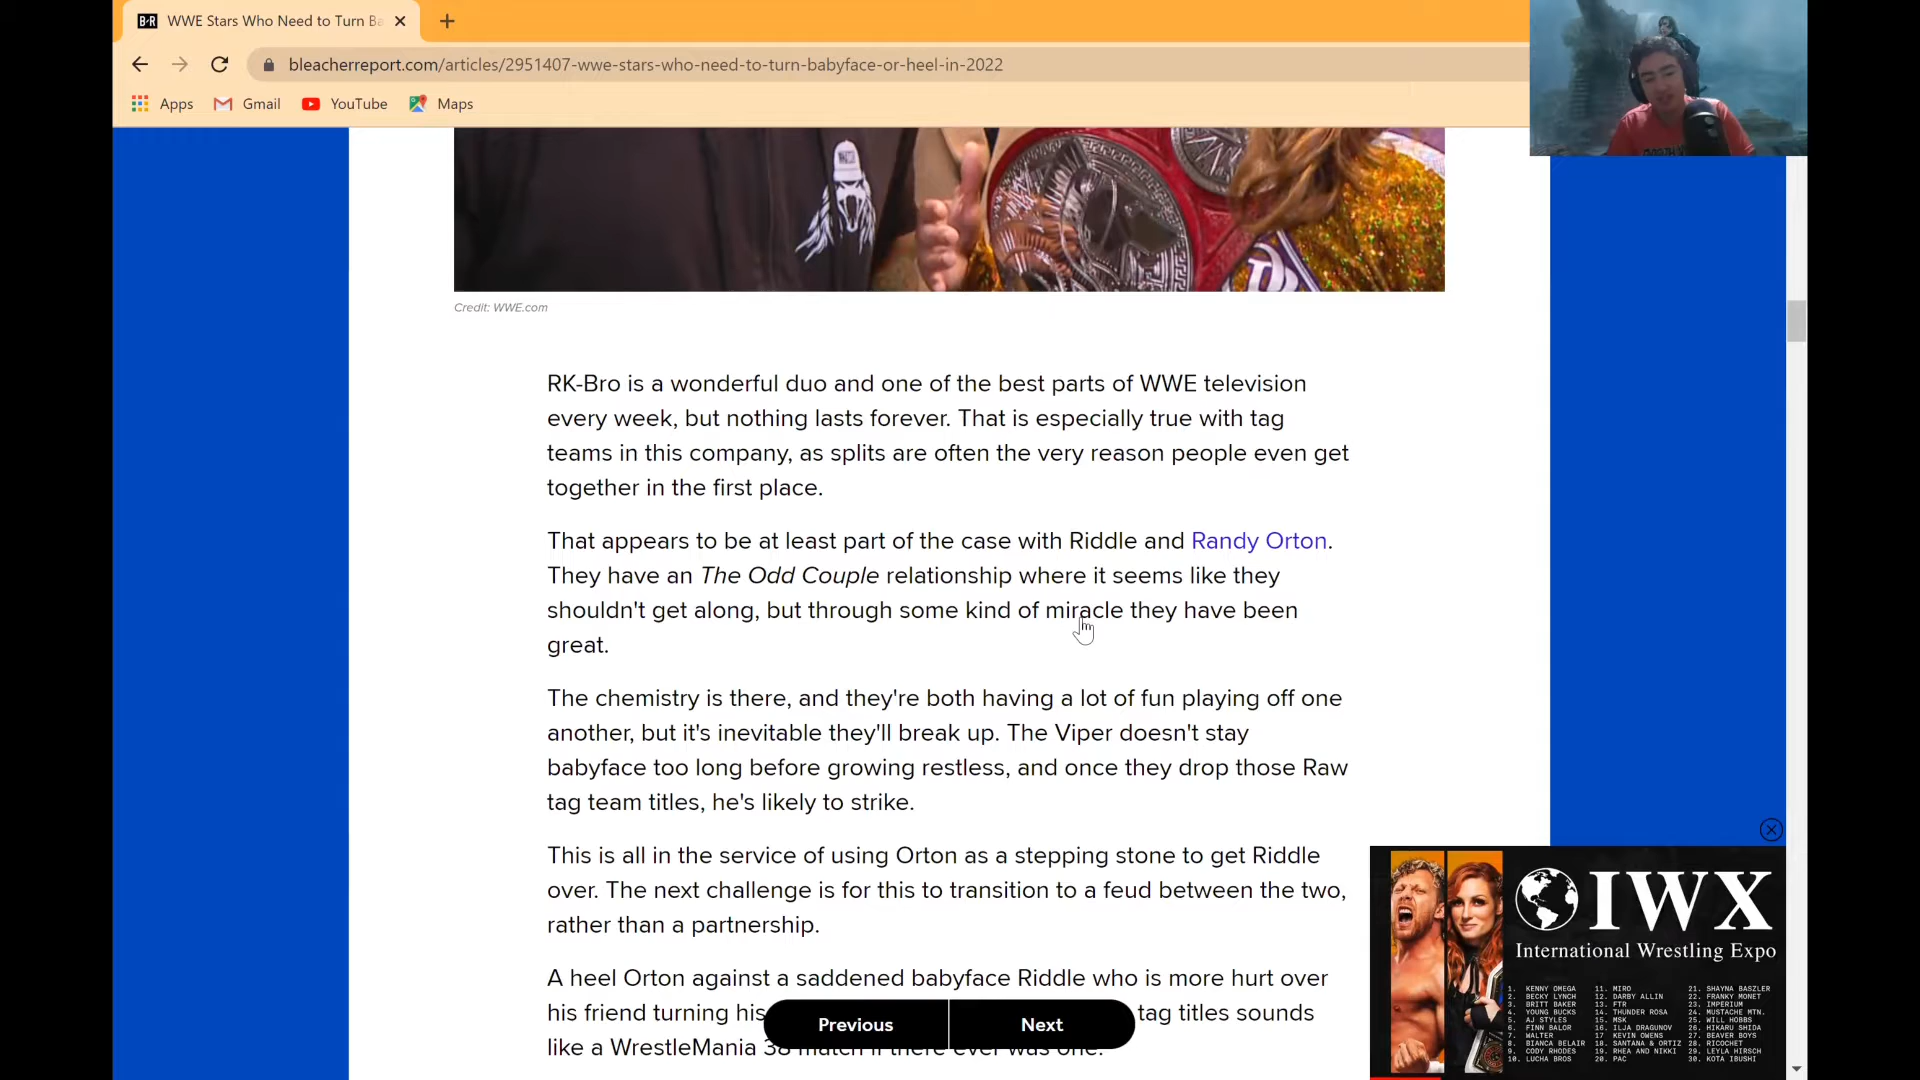 B/R WWE Stars Who Need to Turn Ba
bleacherreport.com/articles/2951407-wwe-stars-who-need-to-turn-babyface-or-heel-in-2022
Apps Gmail YouTube Maps
Credit: WWE.com
RK-Bro is a wonderful duo and one of the best parts of WWE television
every week, but nothing lasts forever. That is especially true with tag
teams in this company, as splits are often the very reason people even get
together in the first place.
That appears to be at least part of the case with Riddle and Randy Orton.
They have an The Odd Couple relationship where it seems like they
shouldn't get along, but through some kind of miracle they have been
great.
The chemistry is there, and they're both having a lot of fun playing off one
another, but it's inevitable they'll break up. The Viper doesn't stay
babyface too long before growing restless, and once they drop those Raw
tag team titles, he's likely to strike.
This is all in the service of using Orton as a stepping stone to get Riddle
over. The next challenge is for this to transition to a feud between the two,
rather than a partnership.
A heel Orton against a saddened babyface Riddle who is more hurt over
his friend turning his tag titles sounds
like a WrestleMania 38 match if there ever was one.
Previous Next
IWX
International Wrestling Expo
1. KENNY OMEGA
2. BECKY LYNCH
3. BRITT BAKER
4. YOUNG BUCKS
5. AJ STYLES
6. FINN BALOR
7. WALTER
8. BIANCA BELAIR
9. CODY RHODES
10. LUCHA BROS
11. MIRO
12. DARBY ALLIN
13. FTR
14. THUNDER ROSA
15. MSK
16. ILJA DRAGUNOV
17. KEVIN OWENS
18. SANTANA & ORTIZ
19. RHEA AND NIKKI
20. PAC
21. SHAYNA BASZLER
22. FRANKY MONET
23. IMPERIUM
24. MUSTACHE MTN.
25. WILL HOBBS
26. HIKARU SHIDA
27. BEAVER BOYS
28. RICOCHET
29. LEYLA HIRSCH
30. KOTA IBUSHI